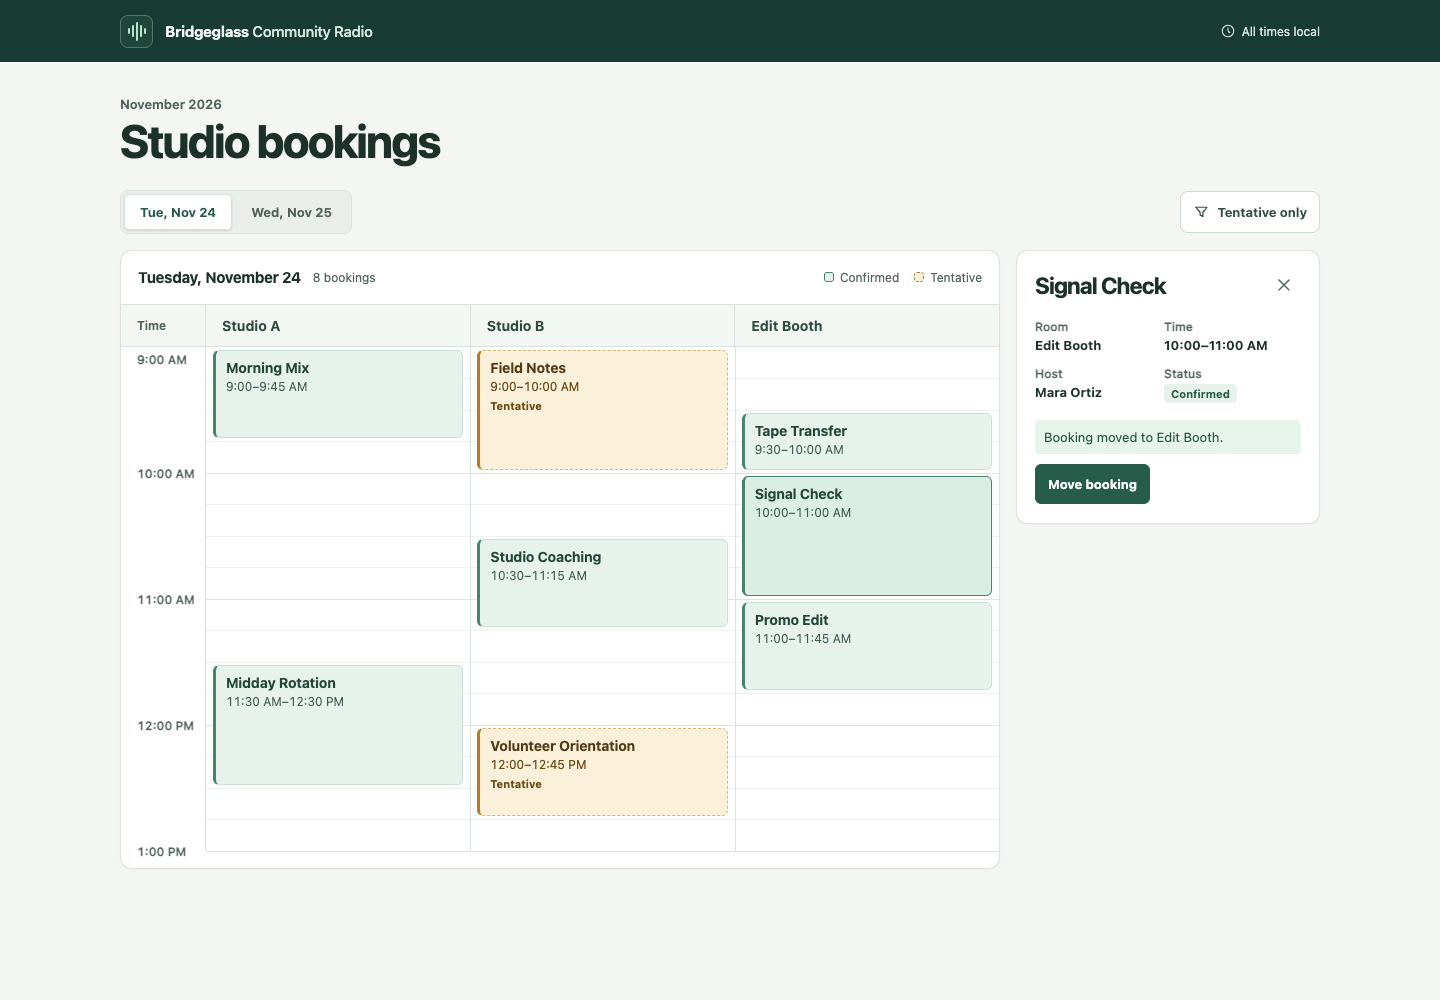 Bridgeglass Community Radio
All times local
November 2026
Studio bookings
Tue, Nov 24
Wed, Nov 25
Tentative only
Tuesday, November 24
8 bookings
Confirmed
Tentative
Time
Studio A
Studio B
Edit Booth
9:00 AM
10:00 AM
11:00 AM
12:00 PM
1:00 PM
Morning Mix
9:00–9:45 AM
Midday Rotation
11:30 AM–12:30 PM
Field Notes
9:00–10:00 AM
Tentative
Studio Coaching
10:30–11:15 AM
Volunteer Orientation
12:00–12:45 PM
Tentative
Tape Transfer
9:30–10:00 AM
Signal Check
10:00–11:00 AM
Promo Edit
11:00–11:45 AM
Signal Check
Room
Edit Booth
Time
10:00–11:00 AM
Host
Mara Ortiz
Status
Confirmed
Booking moved to Edit Booth.
Move booking